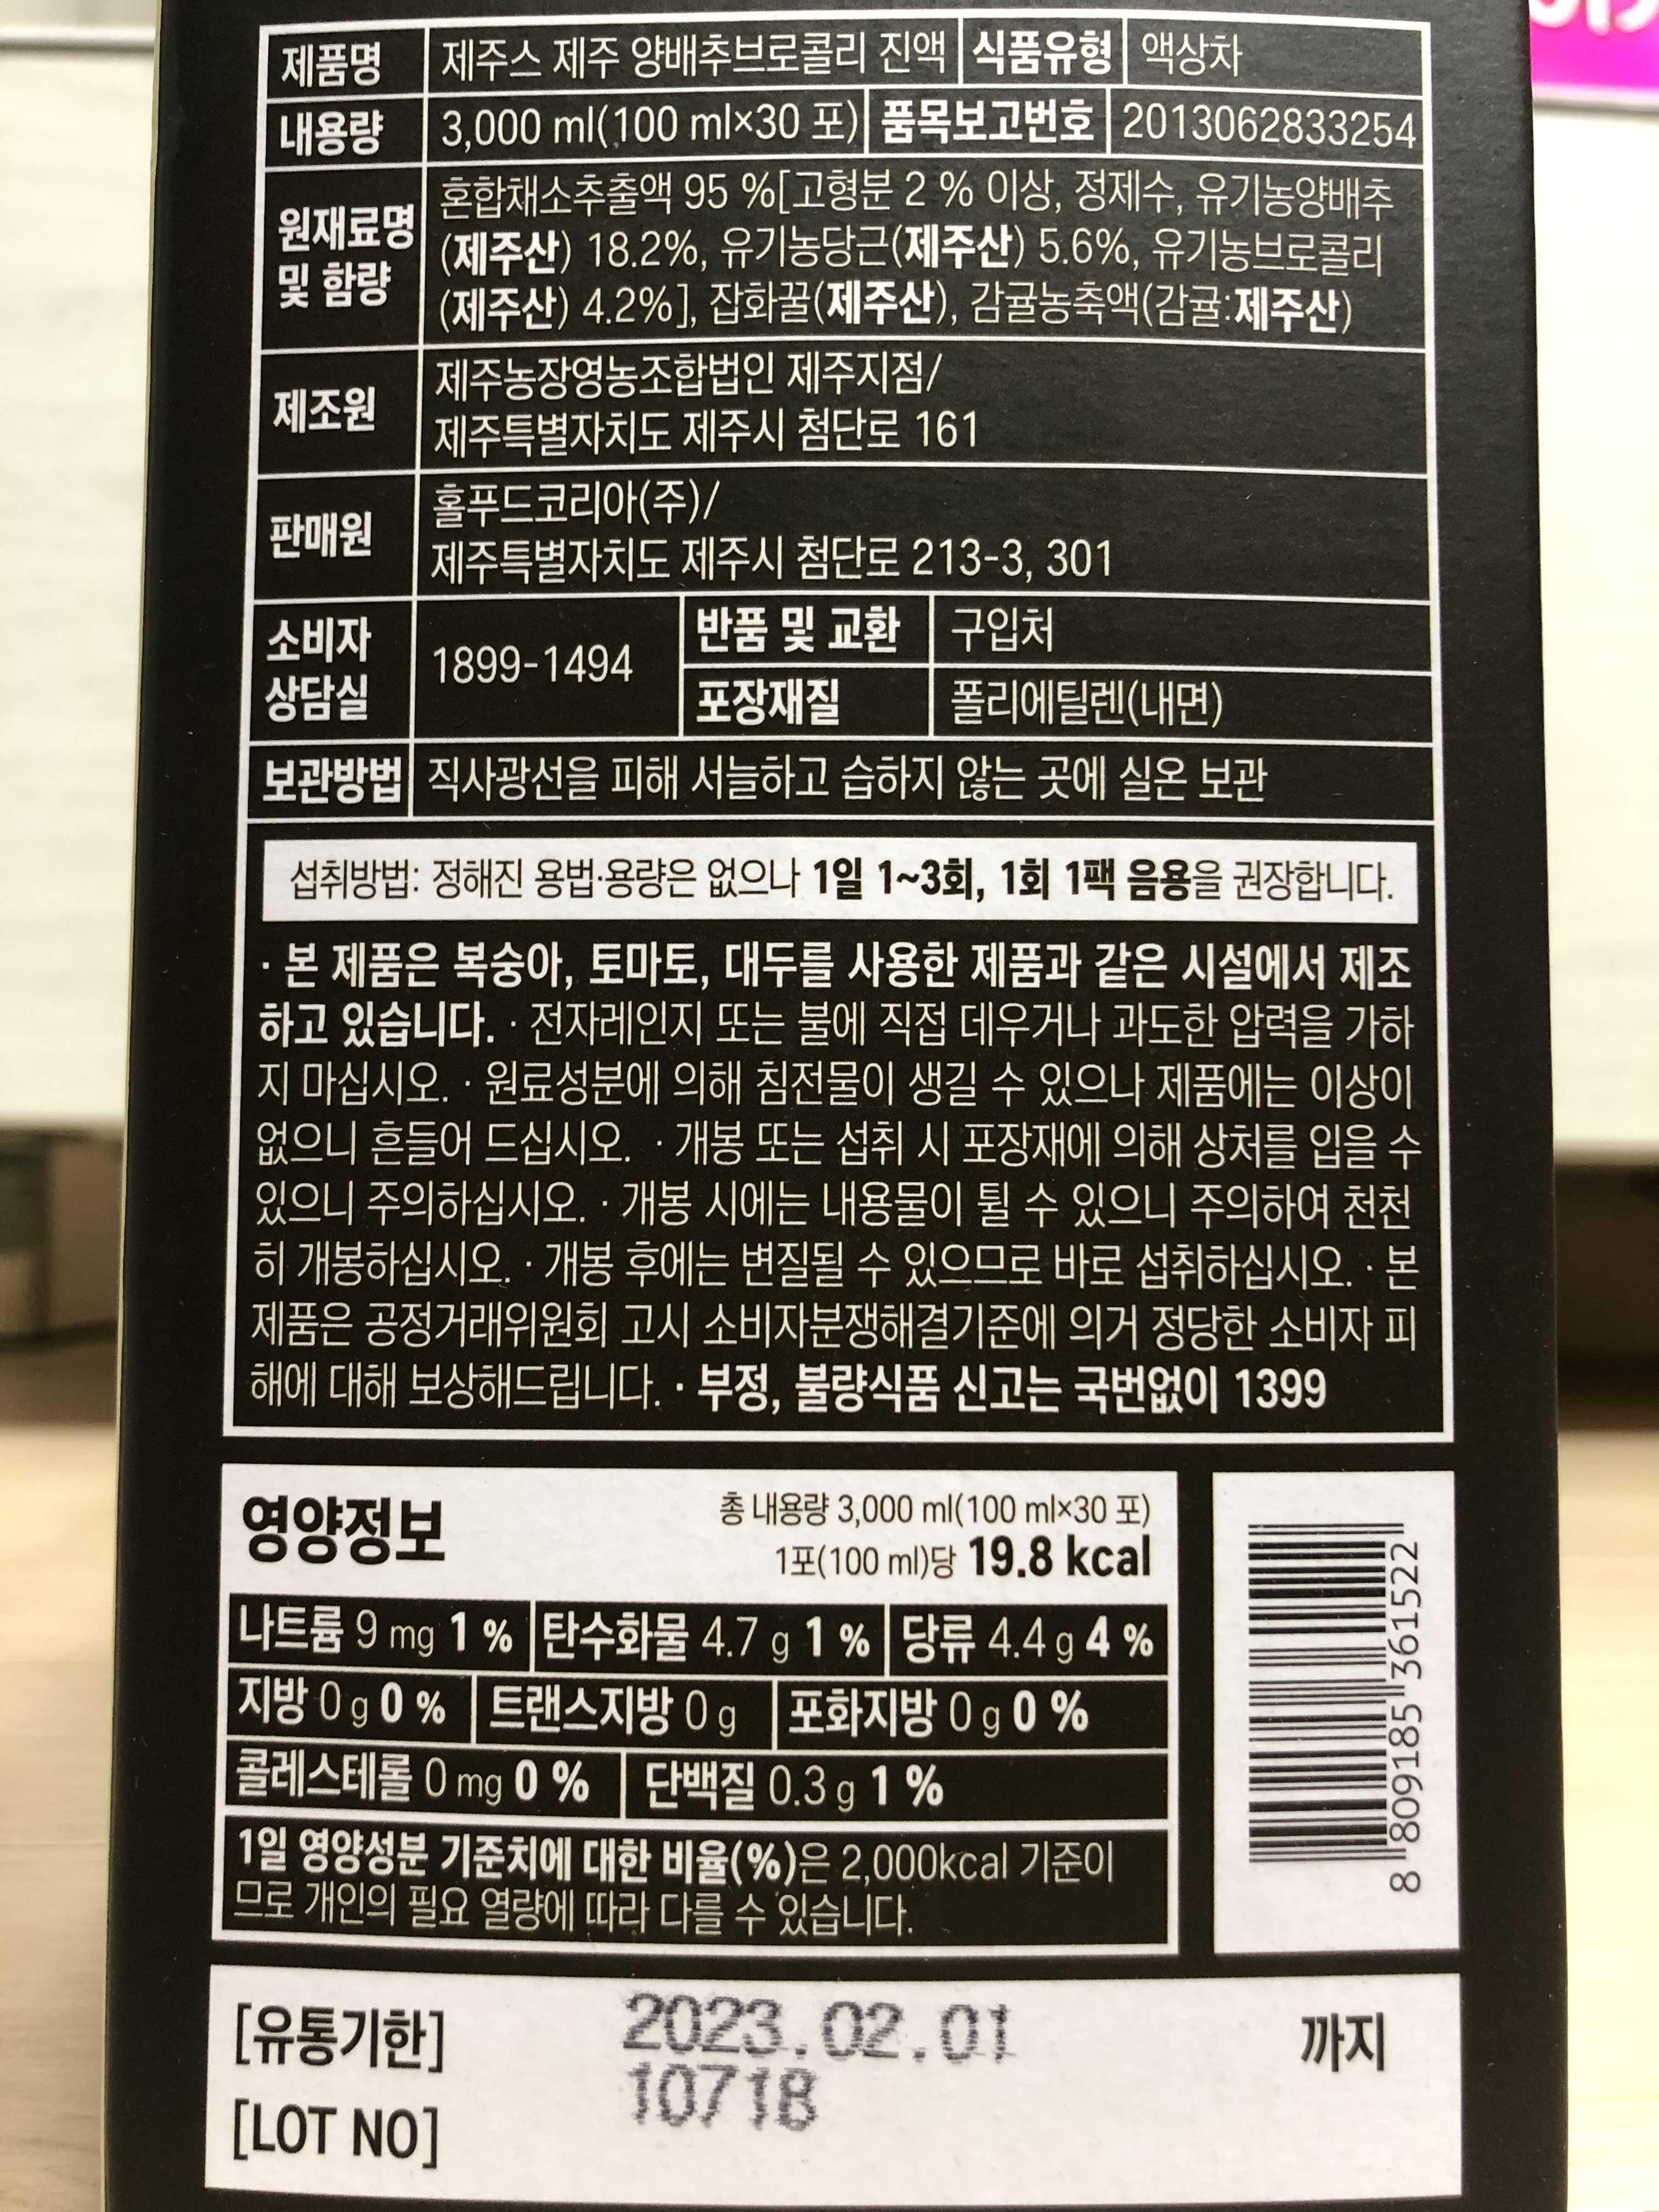 제품명 제주스 제주 양배추브로콜리 진액 식품유형 액상차
내용량 3,000 ml(100 ml×30 포) 품목보고번호 2013062833254
원재료명 및 함량
혼합채소추출액 95 %[고형분 2 % 이상, 정제수, 유기농양배추
(제주산) 18.2%, 유기농당근(제주산) 5.6%, 유기농브로콜리
(제주산) 4.2%], 잡화꿀(제주산), 감귤농축액(감귤:제주산)
제조원
제주농장영농조합법인 제주지점/
제주특별자치도 제주시 첨단로 161
판매원
홀푸드코리아(주)/
제주특별자치도 제주시 첨단로 213-3, 301
소비자
상담실
1899-1494
반품 및 교환 구입처
포장재질 폴리에틸렌(내면)
보관방법 직사광선을 피해 서늘하고 습하지 않는 곳에 실온 보관
섭취방법: 정해진 용법·용량은 없으나 1일 1~3회, 1회 1팩 음용을 권장합니다.
· 본 제품은 복숭아, 토마토, 대두를 사용한 제품과 같은 시설에서 제조
하고 있습니다. · 전자레인지 또는 불에 직접 데우거나 과도한 압력을 가하
지 마십시오. · 원료성분에 의해 침전물이 생길 수 있으나 제품에는 이상이
없으니 흔들어 드십시오. · 개봉 또는 섭취 시 포장재에 의해 상처를 입을 수
있으니 주의하십시오. · 개봉 시에는 내용물이 튈 수 있으니 주의하여 천천
히 개봉하십시오. · 개봉 후에는 변질될 수 있으므로 바로 섭취하십시오. · 본
제품은 공정거래위원회 고시 소비자분쟁해결기준에 의거 정당한 소비자 피
해에 대해 보상해드립니다. · 부정, 불량식품 신고는 국번없이 1399
영양정보
총 내용량 3,000 ml(100 ml×30 포)
1포(100 ml)당 19.8 kcal
나트륨 9 mg 1 % 탄수화물 4.7 g 1 % 당류 4.4 g 4 %
지방 0 g 0 % 트랜스지방 0 g 포화지방 0 g 0 %
콜레스테롤 0 mg 0 % 단백질 0.3 g 1 %
1일 영양성분 기준치에 대한 비율(%)은 2,000kcal 기준이
므로 개인의 필요 열량에 따라 다를 수 있습니다.
8 809185 361522
[유통기한] 2023.02.01 까지
10718
[LOT NO]